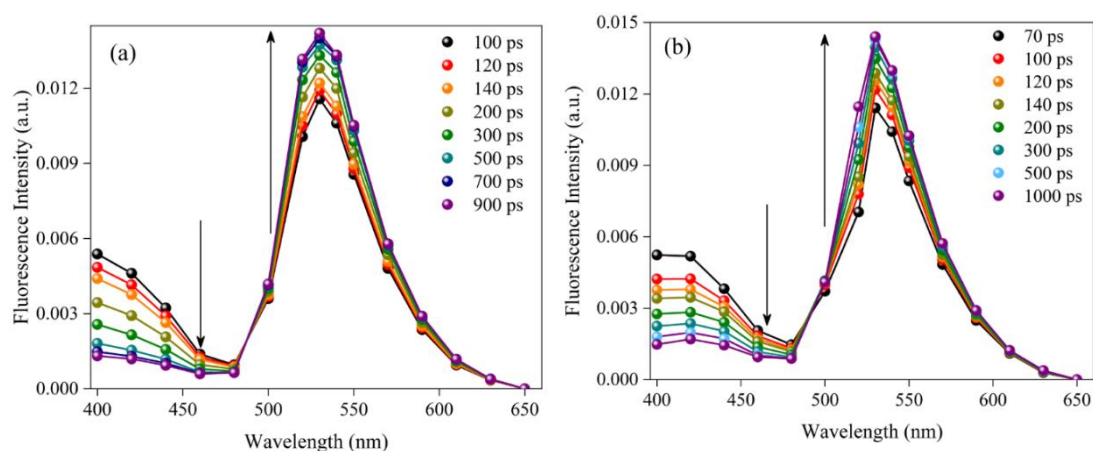 (a)
100 ps
120 ps
140 ps
200 ps
300 ps
500 ps
700 ps
900 ps
0.012
0.009
0.006
0.003
0.000
Fluorescence Intensity (a.u.)
400 450 500 550 600 650
Wavelength (nm)
(b)
70 ps
100 ps
120 ps
140 ps
200 ps
300 ps
500 ps
1000 ps
0.015
0.012
0.009
0.006
0.003
0.000
Fluorescence Intensity (a.u.)
400 450 500 550 600 650
Wavelength (nm)